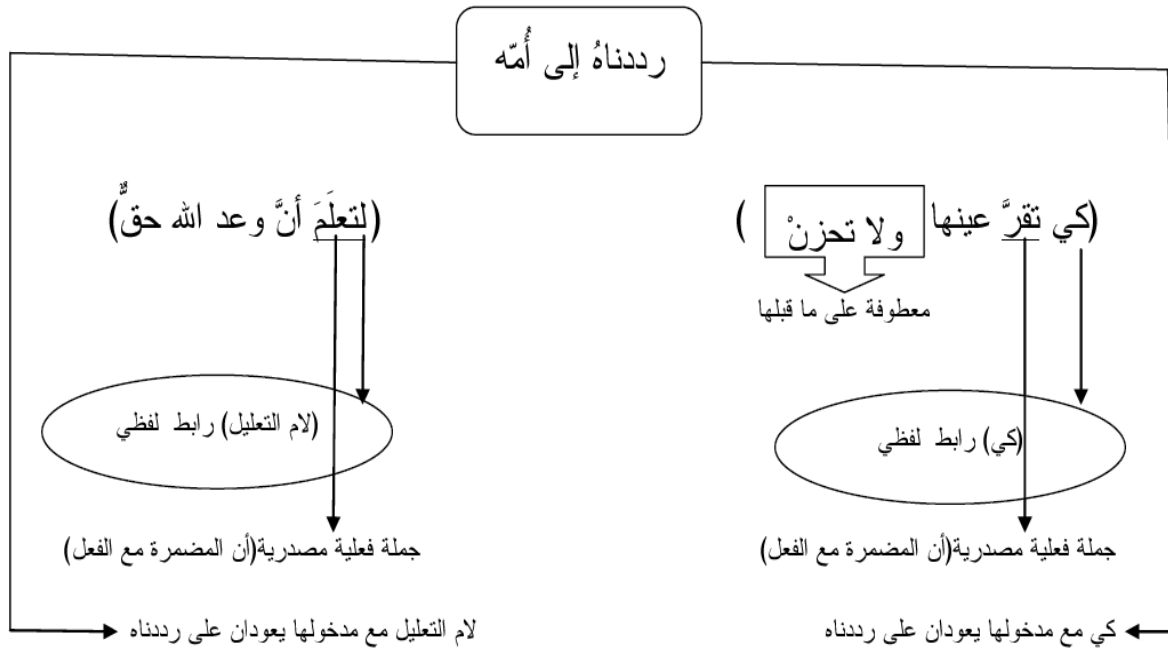 رددناهُ إلى أُمّه
(كي تقرَّ عينها ولا تحزنْ )
(لتعلَمَ أنَّ وعد الله حقٌّ)
معطوفة على ما قبلها
(كي) رابط لفظي
(لام التعليل) رابط لفظي
جملة فعلية مصدرية(أن المضمرة مع الفعل)
جملة فعلية مصدرية(أن المضمرة مع الفعل)
كي مع مدخولها يعودان على رددناه
لام التعليل مع مدخولها يعودان على رددناه